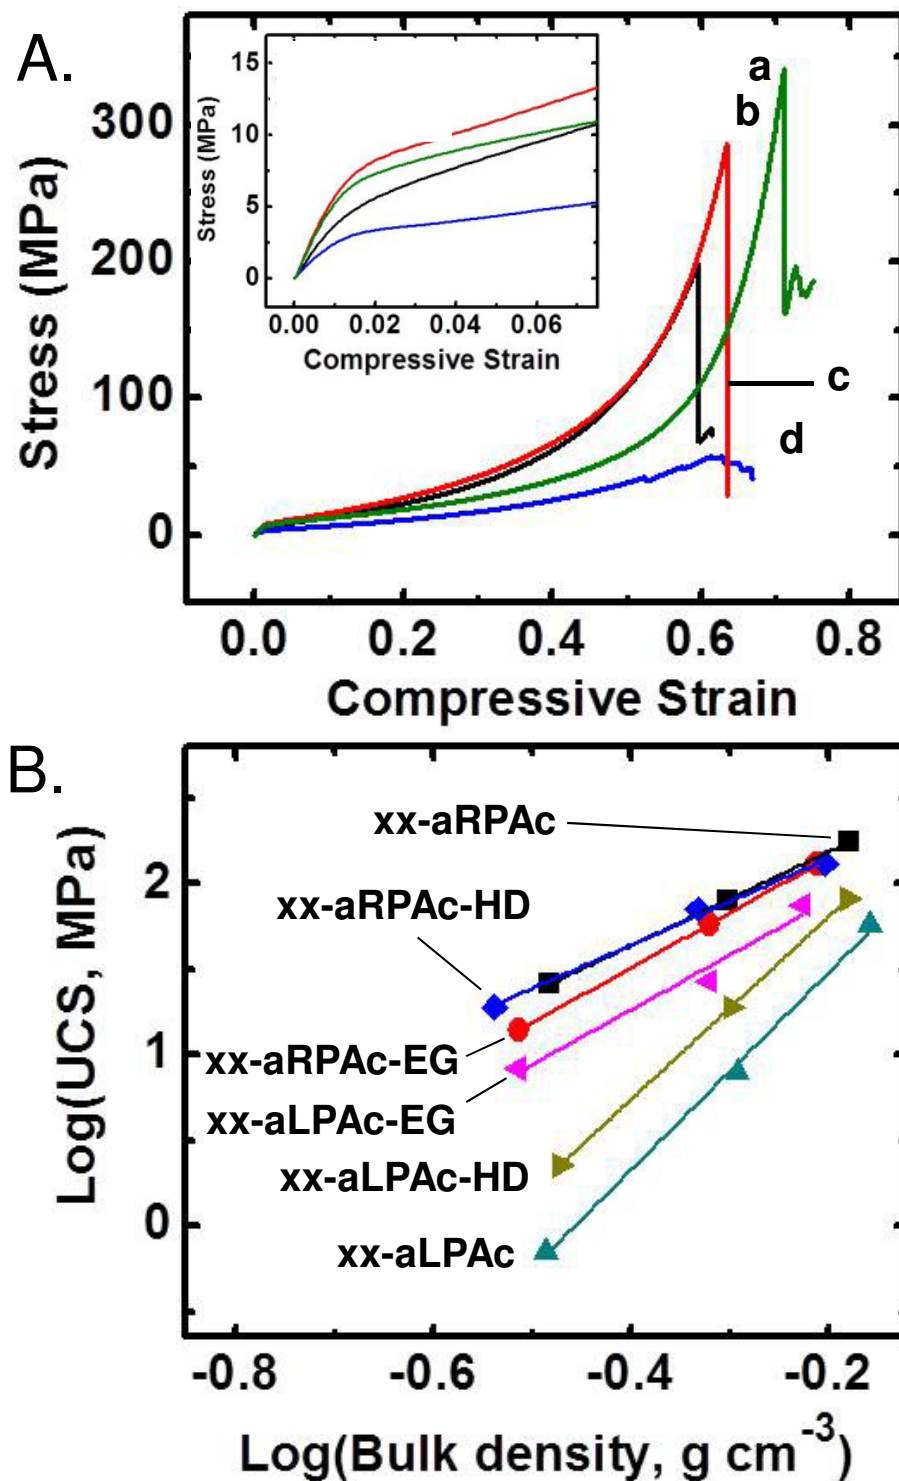 A.
Stress (MPa)
300
200
100
0
0.0 0.2 0.4 0.6 0.8
Compressive Strain
Stress (MPa)
15
10
5
0
0.00 0.02 0.04 0.06
Compressive Strain
a
b
c
d
B.
Log(UCS, MPa)
2
1
0
xx-aRPAc
xx-aRPAc-HD
xx-aRPAc-EG
xx-aLPAc-EG
xx-aLPAc-HD
xx-aLPAc
-0.8 -0.6 -0.4 -0.2
Log(Bulk density, g cm⁻³)